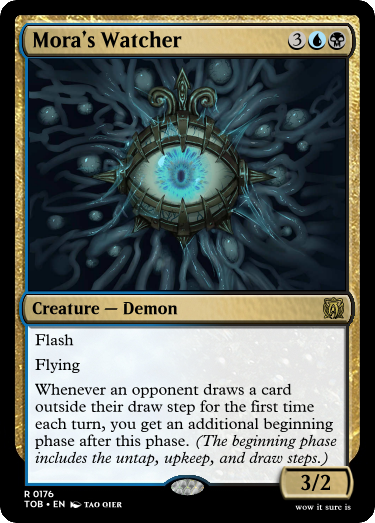 Mora's Watcher 3
Creature — Demon
Flash
Flying
Whenever an opponent draws a card
outside their draw step for the first time
each turn, you get an additional beginning
phase after this phase. (The beginning phase
includes the untap, upkeep, and draw steps.)
3/2
R 0176
TOB • EN TAO OIER
wow it sure is